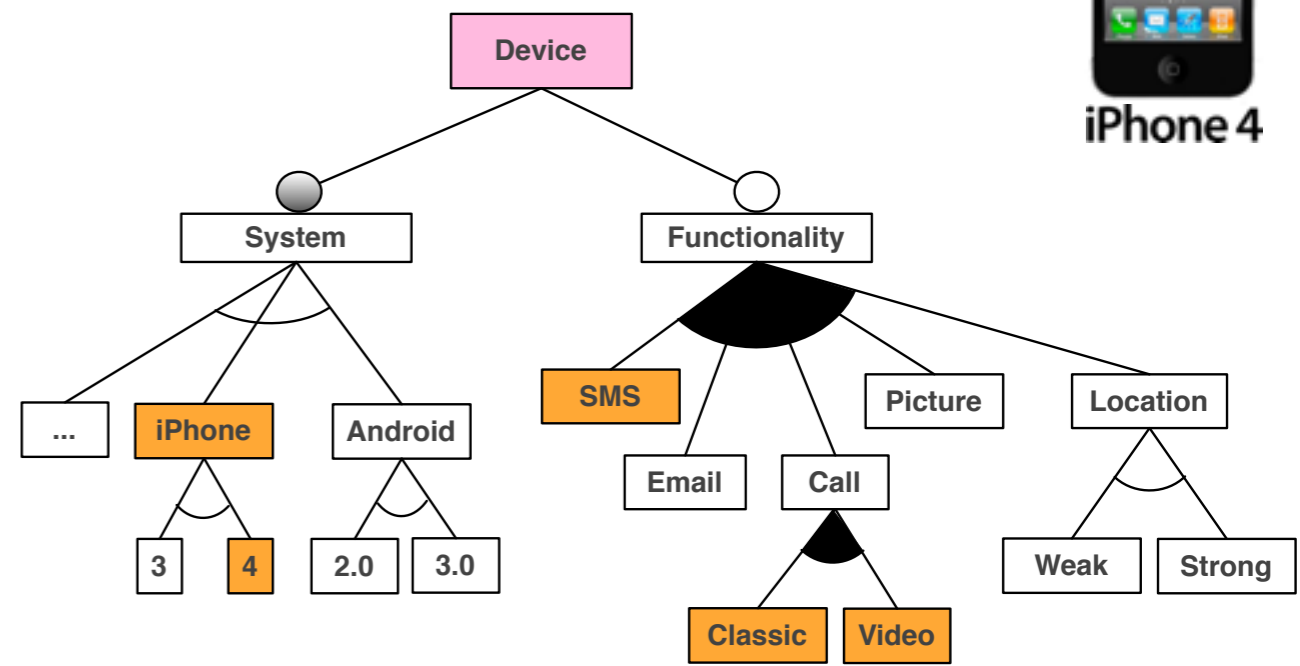 Device
iPhone 4
System
Functionality
...
iPhone
Android
SMS
Picture
Location
Email
Call
3
4
2.0
3.0
Weak
Strong
Classic
Video